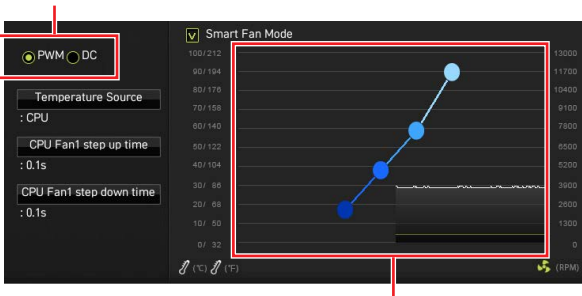 PWM DC
Temperature Source
: CPU
CPU Fan1 step up time
: 0.1s
CPU Fan1 step down time
: 0.1s
Smart Fan Mode
100/212 13000
90/194 11700
80/176 10400
70/158 9100
60/140 7800
50/122 6500
40/104 5200
30/ 86 3900
20/ 68 2600
10/ 50 1300
0/ 32 0
(°C) (°F) (RPM)